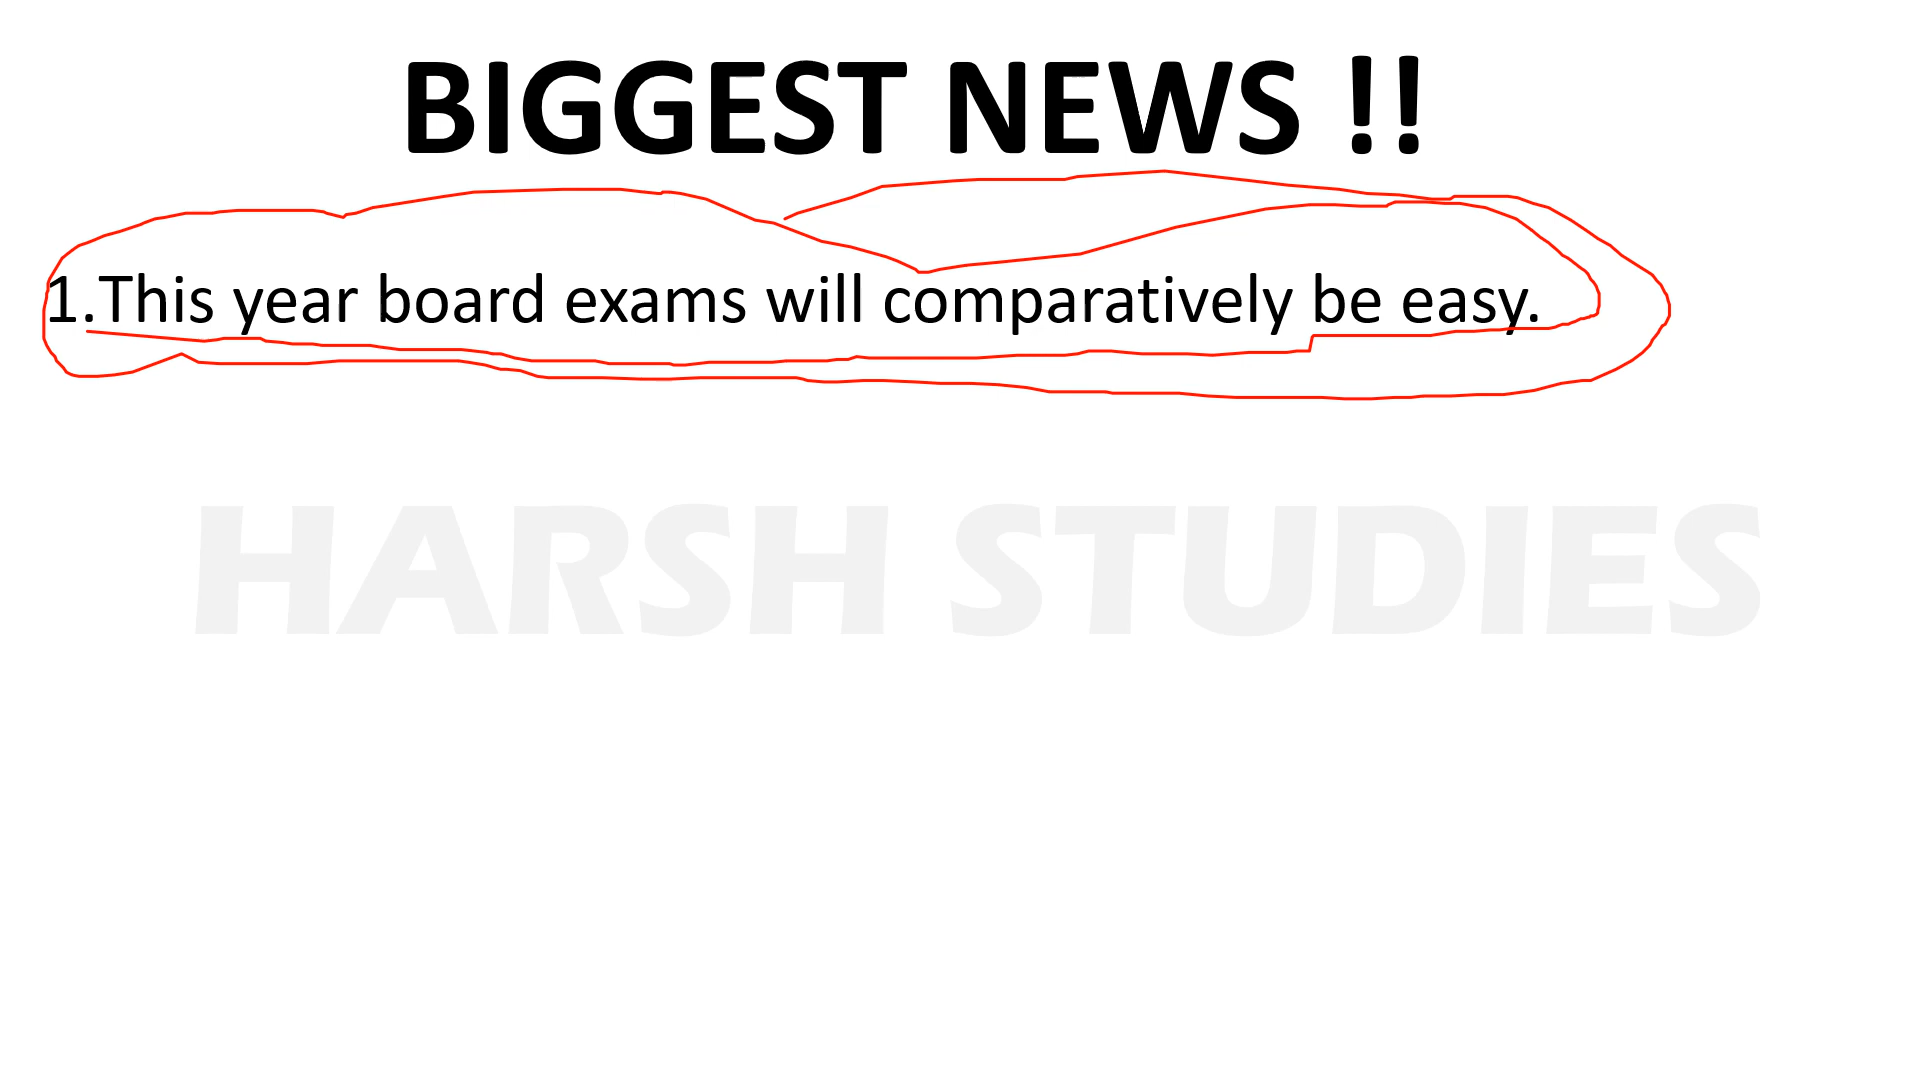 BIGGEST NEWS !!
1.This year board exams will comparatively be easy.
HARSH STUDIES